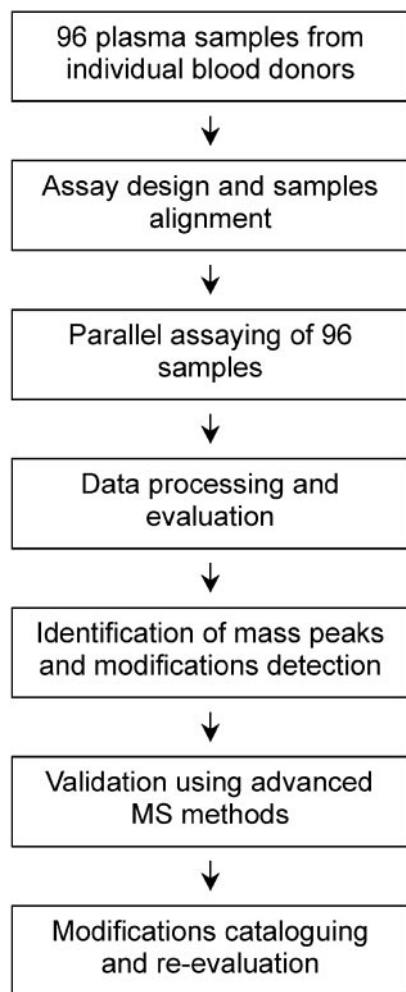 96 plasma samples from
individual blood donors
Assay design and samples
alignment
Parallel assaying of 96
samples
Data processing and
evaluation
Identification of mass peaks
and modifications detection
Validation using advanced
MS methods
Modifications cataloguing
and re-evaluation